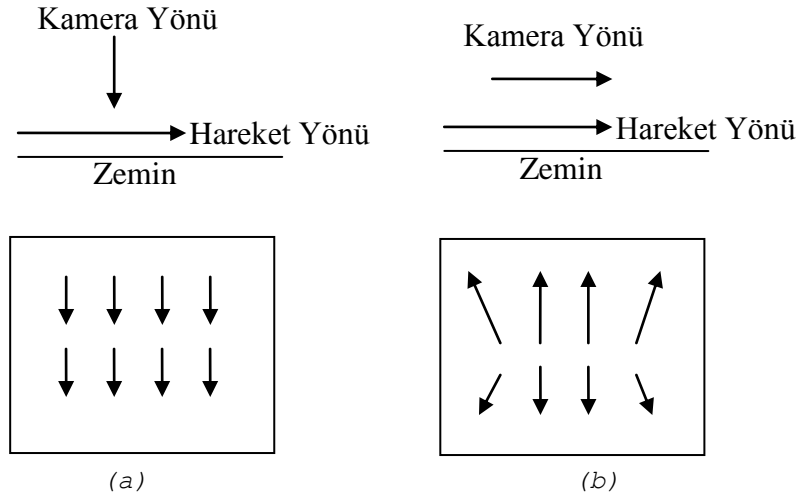 Kamera Yönü
Hareket Yönü
Zemin
(a)
Kamera Yönü
Hareket Yönü
Zemin
(b)